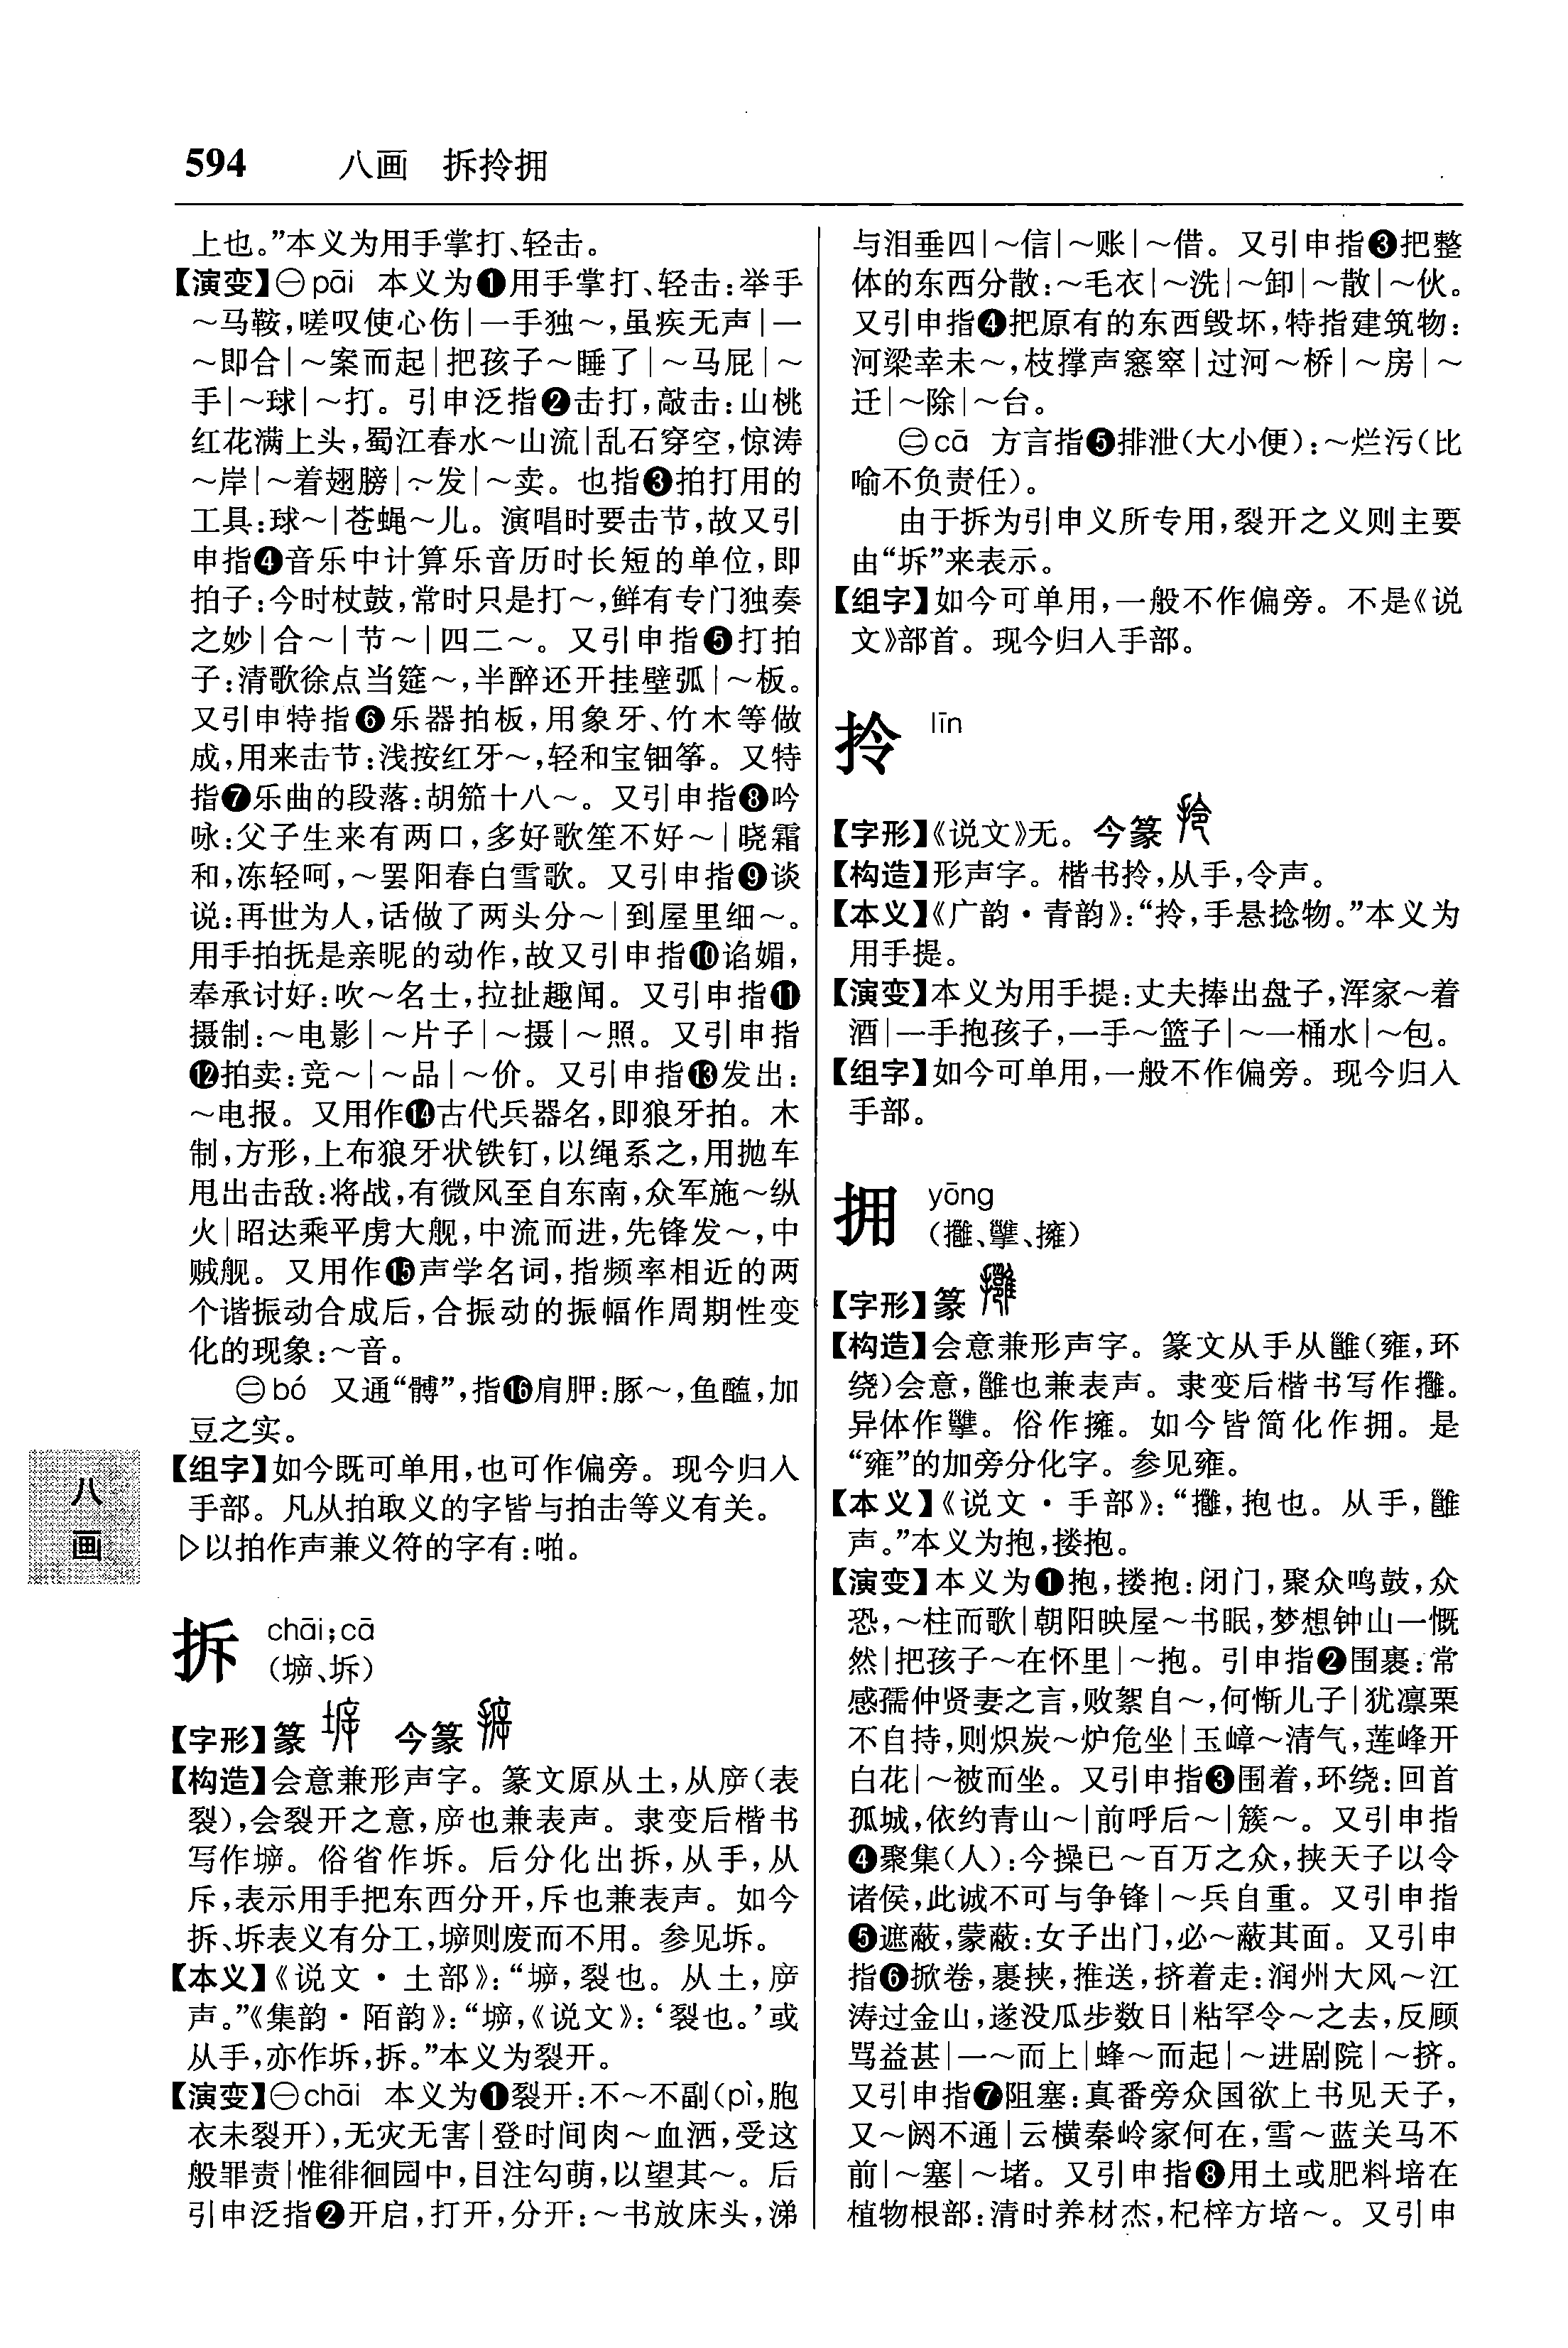 594 八画 拆拎拥
上也。”本义为用手掌打、轻击。
【演变】㊀pāi 本义为❶用手掌打、轻击:举手
～马鞍,嗟叹使心伤|一手独～,虽疾无声|一
～即合|～案而起|把孩子～睡了|～马屁|～
手|～球|～打。引申泛指❷击打,敲击:山桃
红花满上头,蜀江春水～山流|乱石穿空,惊涛
～岸|～着翅膀|～发|～卖。也指❸拍打用的
工具:球～|苍蝇～儿。演唱时要击节,故又引
申指❹音乐中计算乐音历时长短的单位,即
拍子:今时杖鼓,常时只是打～,鲜有专门独奏
之妙|合～|节～|四二～。又引申指❺打拍
子:清歌徐点当筵～,半醉还开挂壁弧|～板。
又引申特指❻乐器拍板,用象牙、竹木等做
成,用来击节:浅按红牙～,轻和宝钿筝。又特
指❼乐曲的段落:胡笳十八～。又引申指❽吟
咏:父子生来有两口,多好歌笙不好～|晓霜
和,冻轻呵,～罢阳春白雪歌。又引申指❾谈
说:再世为人,话做了两头分～|到屋里细～。
用手拍抚是亲昵的动作,故又引申指❿谄媚,
奉承讨好:吹～名士,拉扯趣闻。又引申指⓫
摄制:～电影|～片子|～摄|～照。又引申指
⓬拍卖:竞～|～品|～价。又引申指⓭发出:
～电报。又用作⓮古代兵器名,即狼牙拍。木
制,方形,上布狼牙状铁钉,以绳系之,用抛车
甩出击敌:将战,有微风至自东南,众军施～纵
火|昭达乘平虏大舰,中流而进,先锋发～,中
贼舰。又用作⓯声学名词,指频率相近的两
个谐振动合成后,合振动的振幅作周期性变
化的现象:～音。
㊁bó 又通“髆”,指⓰肩胛:豚～,鱼醢,加
豆之实。
【组字】如今既可单用,也可作偏旁。现今归入
手部。凡从拍取义的字皆与拍击等义有关。
▷以拍作声兼义符的字有:啪。
八
画
拆 chāi;cā
(㙤、坼)
【字形】篆 今篆
【构造】会意兼形声字。篆文原从土,从㡿(表
裂),会裂开之意,㡿也兼表声。隶变后楷书
写作㙤。俗省作坼。后分化出拆,从手,从
斥,表示用手把东西分开,斥也兼表声。如今
拆、坼表义有分工,㙤则废而不用。参见坼。
【本义】《说文·土部》:“㙤,裂也。从土,㡿
声。”《集韵·陌韵》:“㙤,《说文》:‘裂也。’或
从手,亦作坼,拆。”本义为裂开。
【演变】㊀chāi 本义为❶裂开:不～不副(pì,胞
衣未裂开),无灾无害|登时间肉～血洒,受这
般罪责|惟徘徊园中,目注勾萌,以望其～。后
引申泛指❷开启,打开,分开:～书放床头,涕
与泪垂四|～信|～账|～借。又引申指❸把整
体的东西分散:～毛衣|～洗|～卸|～散|～伙。
又引申指❹把原有的东西毁坏,特指建筑物:
河梁幸未～,枝撑声窸窣|过河～桥|～房|～
迁|～除|～台。
㊁cā 方言指❺排泄(大小便):～烂污(比
喻不负责任)。
由于拆为引申义所专用,裂开之义则主要
由“坼”来表示。
【组字】如今可单用,一般不作偏旁。不是《说
文》部首。现今归入手部。
拎 līn
【字形】《说文》无。今篆
【构造】形声字。楷书拎,从手,令声。
【本义】《广韵·青韵》:“拎,手悬捻物。”本义为
用手提。
【演变】本义为用手提:丈夫捧出盘子,浑家～着
酒|一手抱孩子,一手～篮子|～一桶水|～包。
【组字】如今可单用,一般不作偏旁。现今归入
手部。
拥 yōng
(攤、㩳、擁)
【字形】篆
【构造】会意兼形声字。篆文从手从雝(雍,环
绕)会意,雝也兼表声。隶变后楷书写作㩳。
异体作。俗作擁。如今皆简化作拥。是
“雍”的加旁分化字。参见雍。
【本义】《说文·手部》:“,抱也。从手,雝
声。”本义为抱,搂抱。
【演变】本义为❶抱,搂抱:闭门,聚众鸣鼓,众
恐,～柱而歌|朝阳映屋～书眠,梦想钟山一慨
然|把孩子～在怀里|～抱。引申指❷围裹:常
感孺仲贤妻之言,败絮自～,何惭儿子|犹凛栗
不自持,则炽炭～炉危坐|玉嶂～清气,莲峰开
白花|～被而坐。又引申指❸围着,环绕:回首
孤城,依约青山～|前呼后～|簇～。又引申指
❹聚集(人):今操已～百万之众,挟天子以令
诸侯,此诚不可与争锋|～兵自重。又引申指
❺遮蔽,蒙蔽:女子出门,必～蔽其面。又引申
指❻掀卷,裹挟,推送,挤着走:润州大风～江
涛过金山,遂没瓜步数日|粘罕令～之去,反顾
骂益甚|一～而上|蜂～而起|～进剧院|～挤。
又引申指❼阻塞:真番旁众国欲上书见天子,
又～阏不通|云横秦岭家何在,雪～蓝关马不
前|～塞|～堵。又引申指❽用土或肥料培在
植物根部:清时养材杰,杞梓方培～。又引申